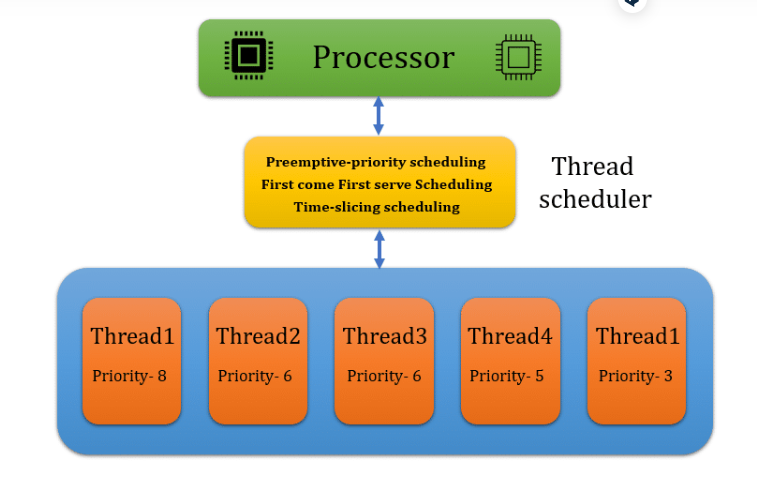 Processor
Preemptive-priority scheduling
First come First serve Scheduling
Time-slicing scheduling
Thread
scheduler
Thread1
Priority- 8
Thread2
Priority- 6
Thread3
Priority- 6
Thread4
Priority- 5
Thread1
Priority- 3